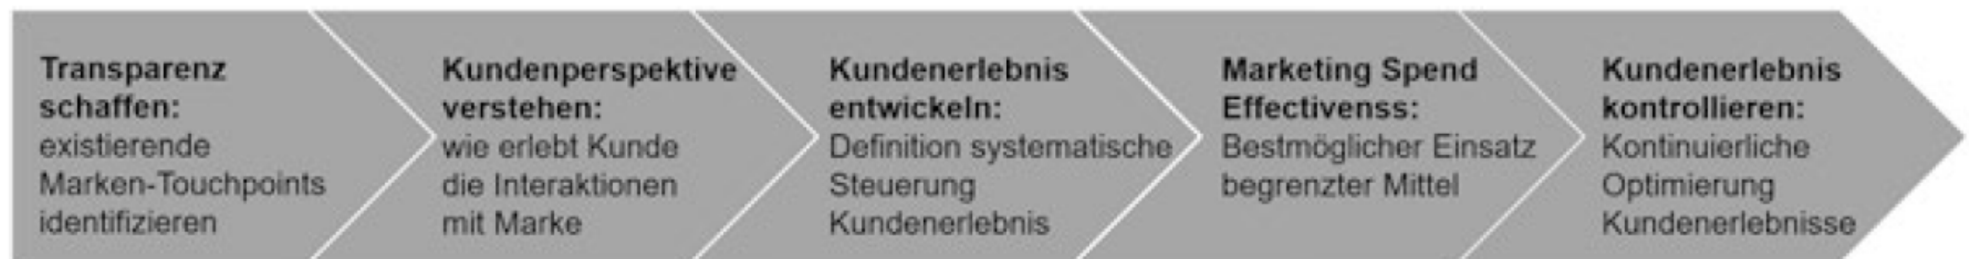 Transparenz
schaffen:
existierende
Marken-Touchpoints
identifizieren
Kundenperspektive
verstehen:
wie erlebt Kunde
die Interaktionen
mit Marke
Kundenerlebnis
entwickeln:
Definition systematische
Steuerung
Kundenerlebnis
Marketing Spend
Effectivenss:
Bestmöglicher Einsatz
begrenzter Mittel
Kundenerlebnis
kontrollieren:
Kontinuierliche
Optimierung
Kundenerlebnisse